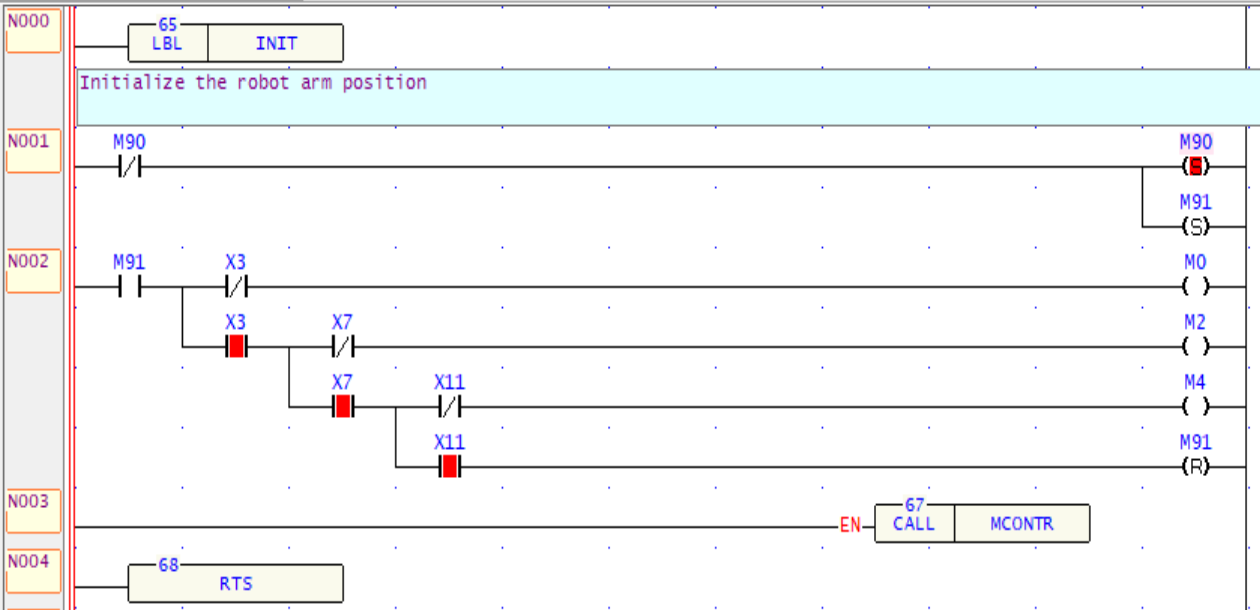 N000
65
LBL INIT
Initialize the robot arm position
N001
M90 M90
S
M91
S
N002
M91 X3 M0
X3 X7 M2
X7 X11 M4
X11 M91
R
N003
67
EN CALL MCONTR
N004
68
RTS